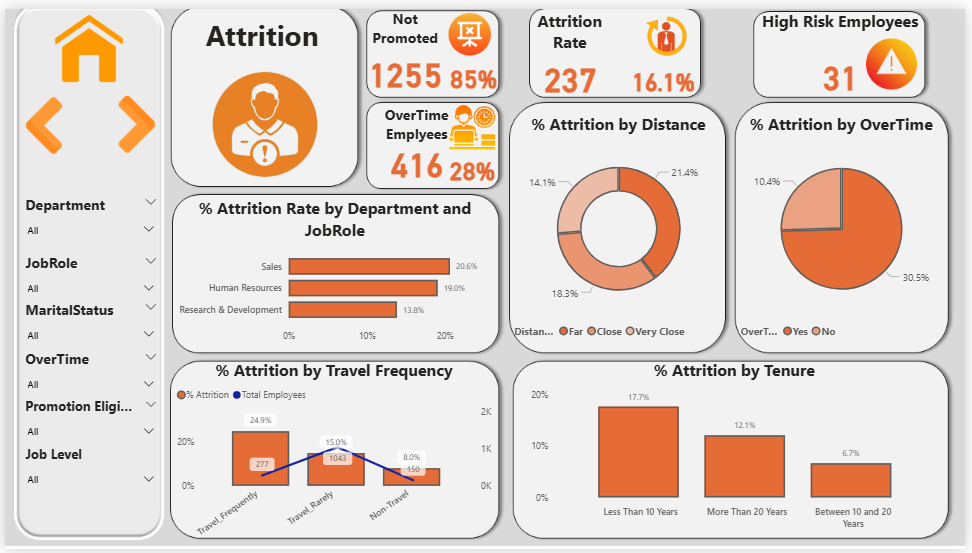 Attrition
Not
Promoted
1255 85%
OverTime
Emplyees
416 28%
Attrition
Rate
237 16.1%
High Risk Employees
31
Department
All
JobRole
All
MaritalStatus
All
OverTime
All
Promotion Eligi...
All
Job Level
All
% Attrition Rate by Department and
JobRole
Sales 20.6%
Human Resources 19.0%
Research & Development 13.8%
0% 10% 20%
% Attrition by Distance
14.1% 21.4%
18.3%
Distan... Far Close Very Close
% Attrition by OverTime
10.4%
30.5%
OverT... Yes No
% Attrition by Travel Frequency
% Attrition Total Employees
2K
24.9%
20% 15.0% 1K
277 1043 8.0%
150
0% 0K
Travel_Frequently Travel_Rarely Non-Travel
% Attrition by Tenure
20% 17.7%
12.1%
10%
6.7%
0%
Less Than 10 Years More Than 20 Years Between 10 and 20
Years